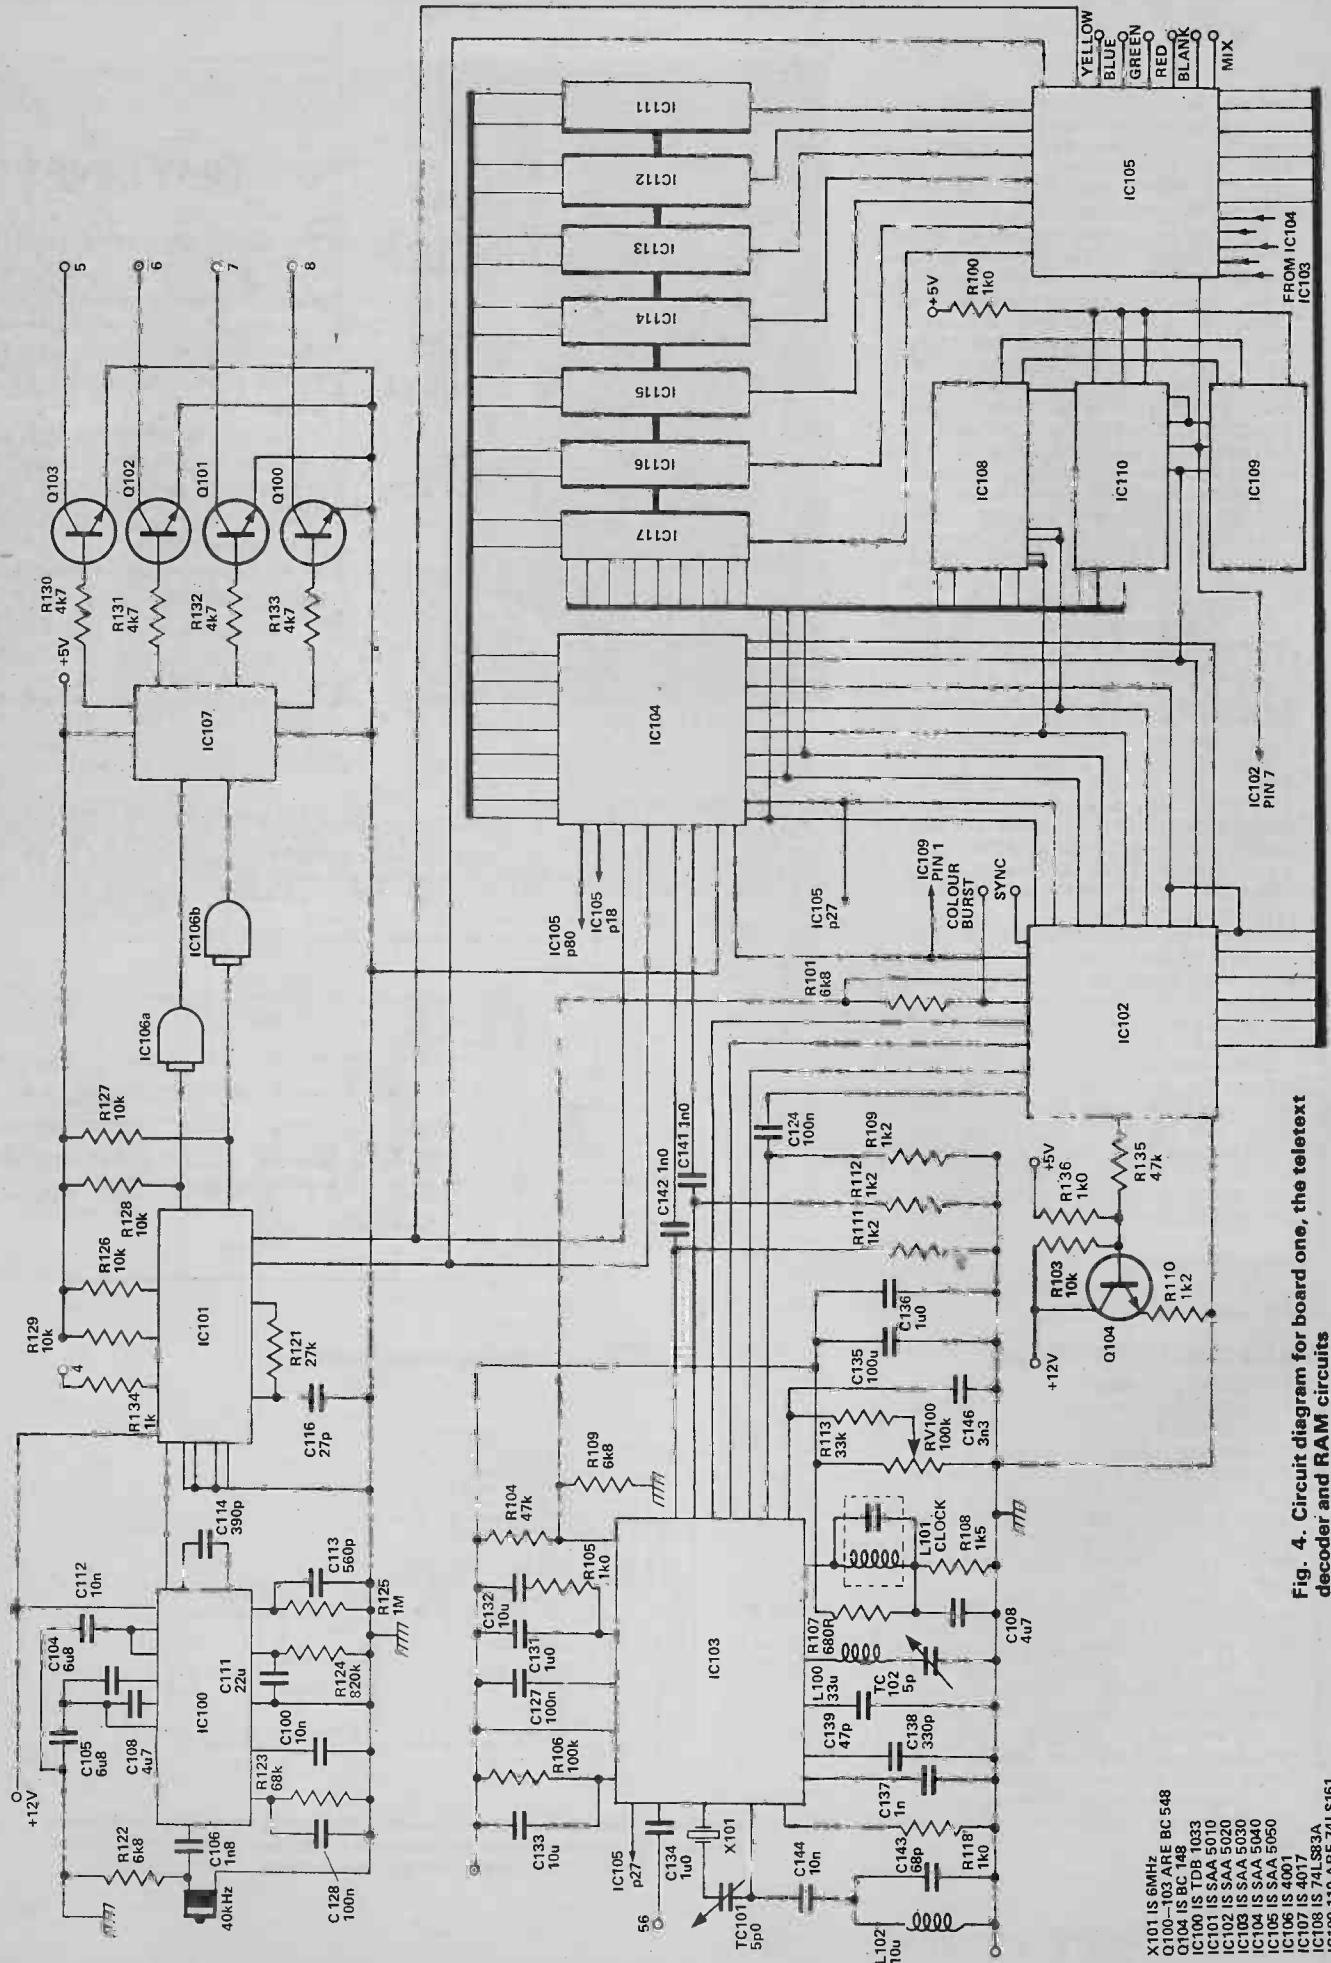 +12V
R122
6k8
40kHz
C106
1n8
C105
6u8
C108
4u7
C104
6u8
C112
10n
IC100
C114
390p
R123
68k
C128
100n
C100
10n
C111
22u
R124
820k
C113
560p
R125
1M
R129
10k
4
R134
1k
R126
10k
R128
10k
R127
10k
IC101
R121
27k
C116
27p
IC106a
IC106b
+5V
IC107
R130
4k7
R131
4k7
R132
4k7
R133
4k7
Q103
Q102
Q101
Q100
5
6
7
8
IC111
IC112
IC113
IC114
IC115
IC116
IC117
IC104
IC105
p80
IC105
p18
IC105
p27
IC109
PIN 1
COLOUR
BURST
SYNC
R101
6k8
YELLOW
BLUE
GREEN
RED
BLANK
MIX
IC105
FROM IC104
IC103
+5V
R100
1k0
IC108
IC110
IC109
IC102
PIN 7
IC102
C133
10u
R106
100k
C127
100n
C131
1u0
C132
10u
R105
1k0
R104
47k
R109
6k8
C142 1n0
C141 1n0
C124
100n
R111
1k2
R112
1k2
R109
1k2
IC103
IC105
p27
56
C134
1u0
X101
TC101
5p0
C144
10n
L102
10u
C143
68p
R118
1k0
C137
1n
C138
330p
C139
47p
L100
33u
TC
102
5p
R107
680R
C108
4u7
L101
CLOCK
R108
1k5
R113
33k
RV100
100k
C146
3n3
C135
100u
C136
1u0
+12V
Q104
R103
10k
R110
1k2
R136
1k0
+5V
R135
47k
X101 IS 6MHz
Q100–103 ARE BC 548
Q104 IS BC 148
IC100 IS TDB 1033
IC101 IS SAA 5010
IC102 IS SAA 5020
IC103 IS SAA 5030
IC104 IS SAA 5040
IC105 IS SAA 5050
IC106 IS 4001
IC107 IS 4017
IC108 IS 74LS83A
IC109,110 ARE 74LS161
Fig. 4. Circuit diagram for board one, the teletext
decoder and RAM circuits